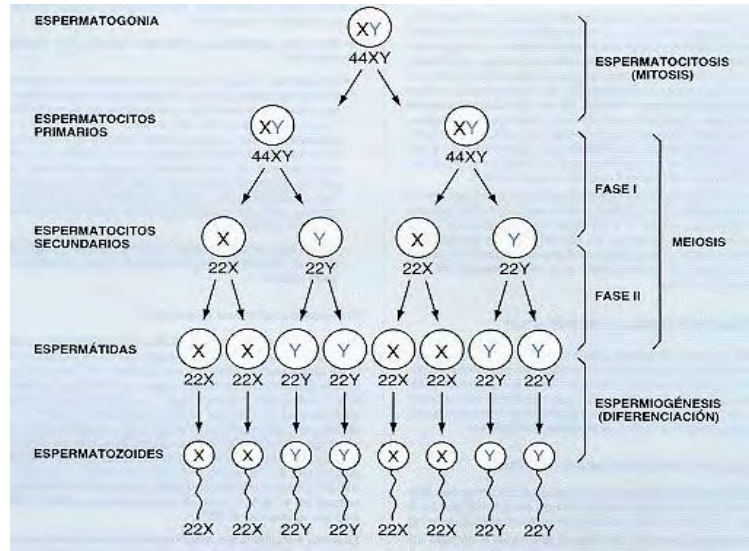 ESPERMATOGONIA
XY
44XY
ESPERMATOCITOSIS
(MITOSIS)
ESPERMATOCITOS
PRIMARIOS
XY XY
44XY 44XY
FASE I
ESPERMATOCITOS
SECUNDARIOS
X Y X Y
22X 22Y 22X 22Y
MEIOSIS
FASE II
ESPERMÁTIDAS
X X Y Y X X Y Y
22X 22X 22Y 22Y 22X 22X 22Y 22Y
ESPERMIOGÉNESIS
(DIFERENCIACIÓN)
ESPERMATOZOIDES
X X Y Y X X Y Y
22X 22X 22Y 22Y 22X 22X 22Y 22Y